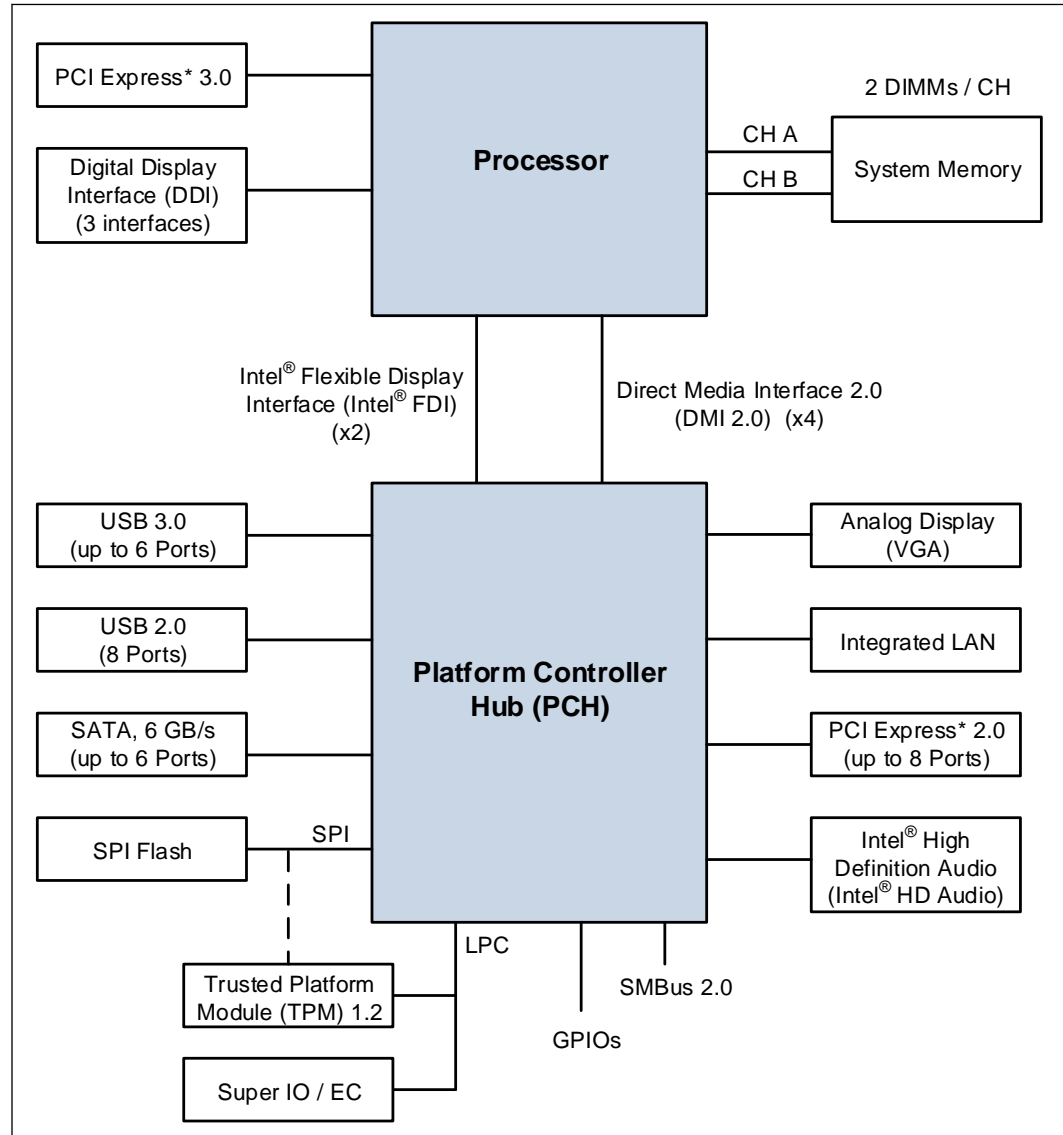 PCI Express* 3.0
Digital Display
Interface (DDI)
(3 interfaces)
Processor
2 DIMMs / CH
CH A
CH B
System Memory
Intel® Flexible Display
Interface (Intel® FDI)
(x2)
Direct Media Interface 2.0
(DMI 2.0) (x4)
USB 3.0
(up to 6 Ports)
USB 2.0
(8 Ports)
SATA, 6 GB/s
(up to 6 Ports)
SPI Flash
SPI
Platform Controller
Hub (PCH)
Analog Display
(VGA)
Integrated LAN
PCI Express* 2.0
(up to 8 Ports)
Intel® High
Definition Audio
(Intel® HD Audio)
LPC
Trusted Platform
Module (TPM) 1.2
Super IO / EC
SMBus 2.0
GPIOs